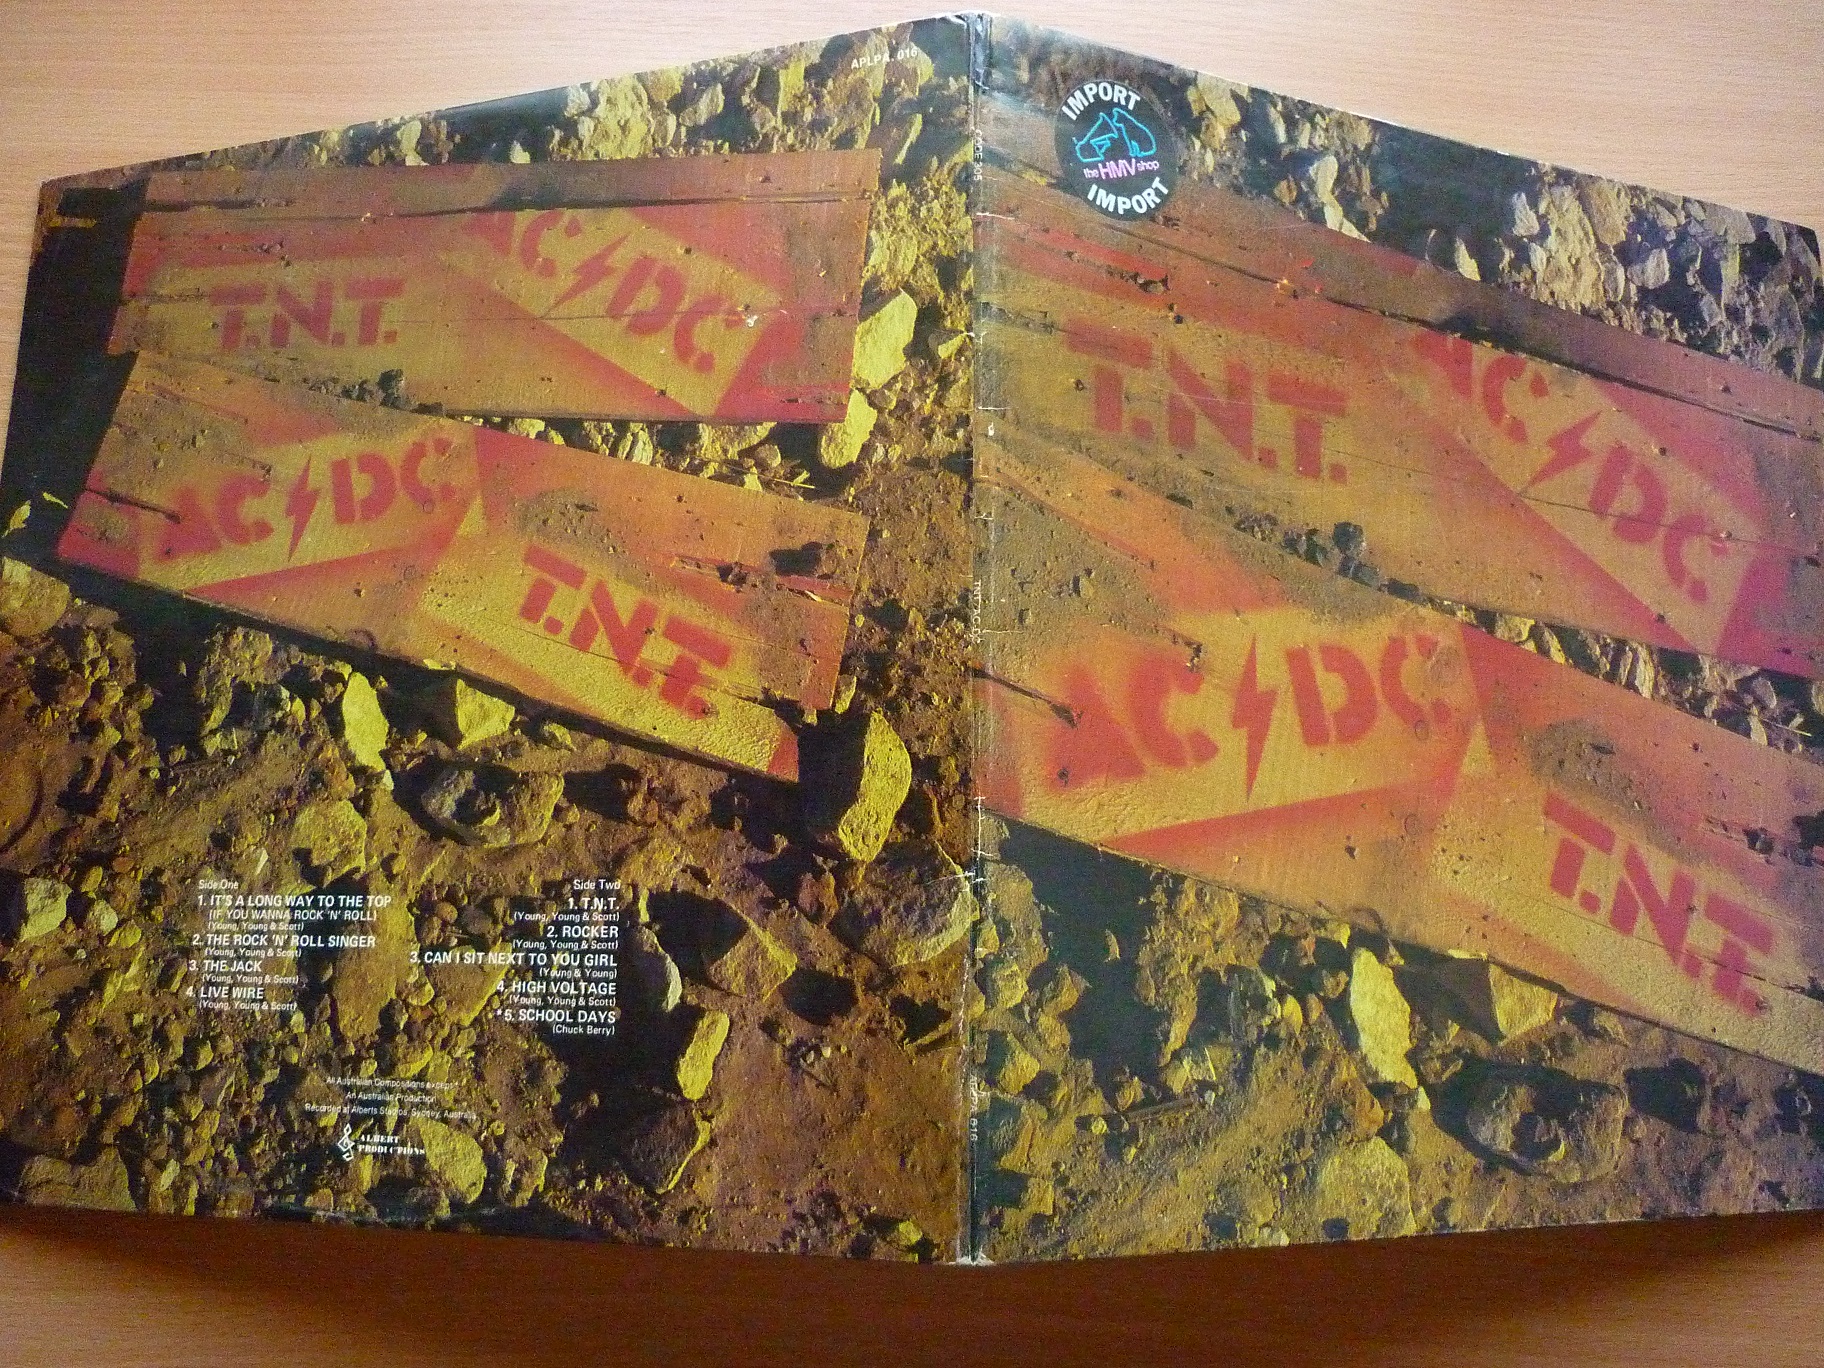 APLPA. 016
T.N.T.
AC/DC
AC/DC
T.N.T.
Side One
1. IT'S A LONG WAY TO THE TOP
(IF YOU WANNA ROCK 'N' ROLL)
(Young, Young & Scott)
2. THE ROCK 'N' ROLL SINGER
(Young, Young & Scott)
3. THE JACK
(Young, Young & Scott)
4. LIVE WIRE
(Young, Young & Scott)
Side Two
1. T.N.T.
(Young, Young & Scott)
2. ROCKER
(Young, Young & Scott)
3. CAN I SIT NEXT TO YOU GIRL
(Young & Young)
4. HIGH VOLTAGE
(Young, Young & Scott)
*5. SCHOOL DAYS
(Chuck Berry)
All Australian Compositions except *
An Australian Production
Recorded at Alberts Studios, Sydney, Australia
ALBERT
PRODUCTIONS
IMPORT
the HMV shop
IMPORT
T.N.T.
AC/DC
AC/DC
T.N.T.